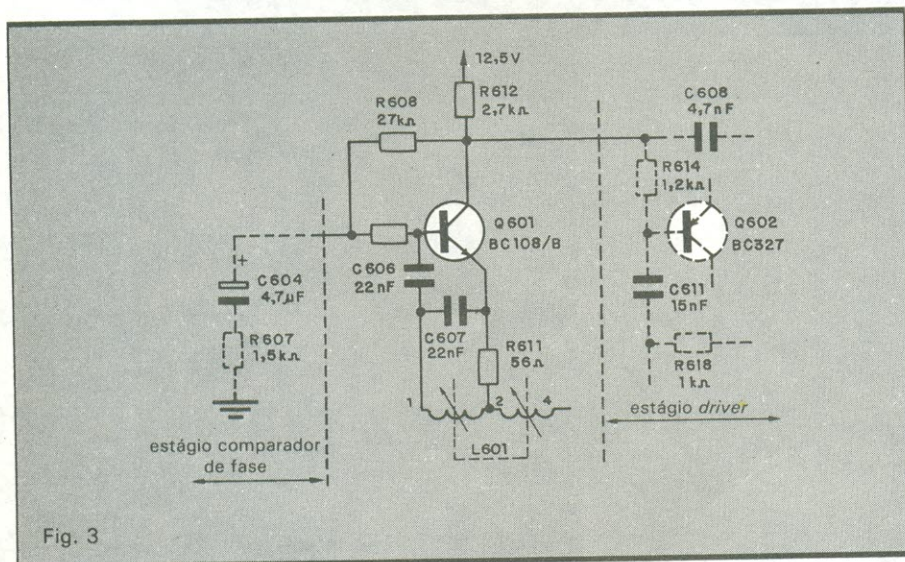 12,5V
R612
2,7kΩ
R608
27kΩ
C608
4,7nF
R614
1,2kΩ
Q601
BC108/B
Q602
BC327
C606
22nF
C604
4,7µF
+
C607
22nF
C611
15nF
R607
1,5kΩ
R611
56Ω
R618
1kΩ
1
2
4
L601
estágio comparador
de fase
estágio driver
Fig. 3